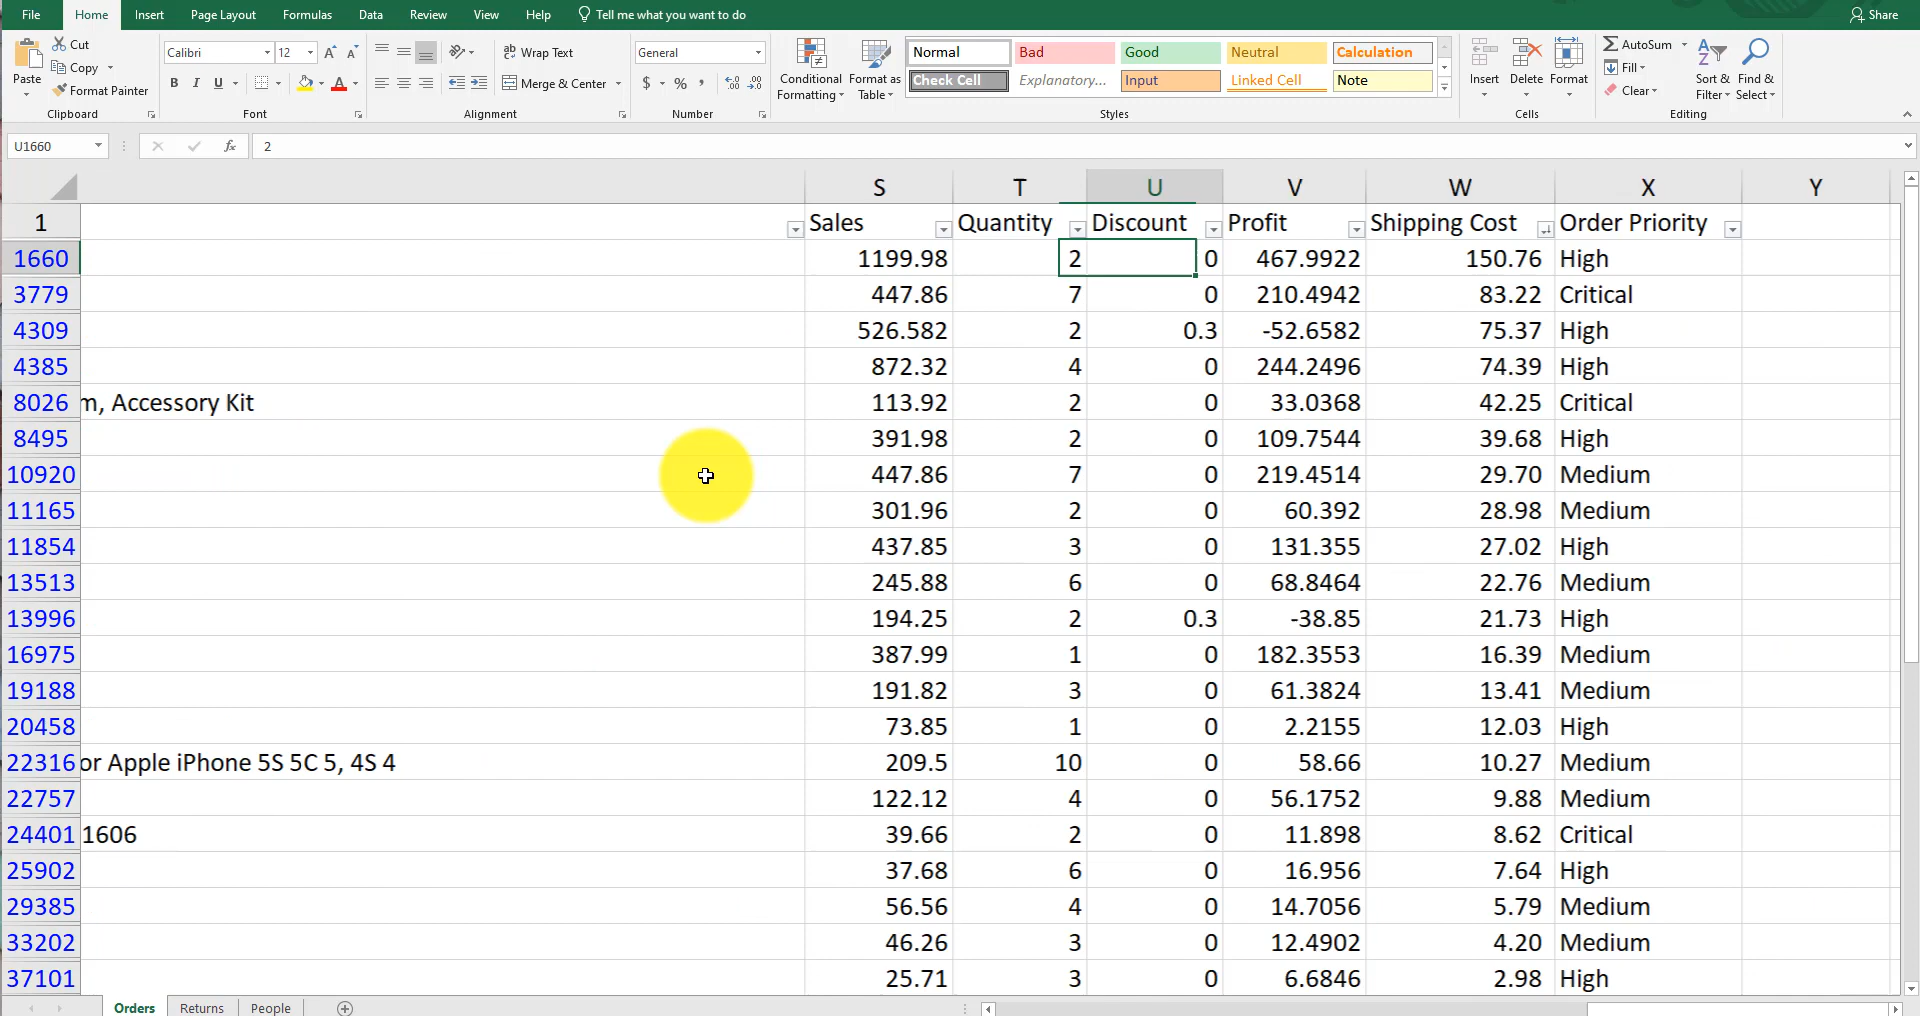 File Home Insert Page Layout Formulas Data Review View Help Tell me what you want to do Share
Paste Cut Copy Format Painter Clipboard
Calibri 12 A A B I U A Font
ab Wrap Text Merge & Center Alignment
General $ % , Number
Conditional Formatting Format as Table
Normal Bad Good Neutral Calculation
Check Cell Explanatory... Input Linked Cell Note
Styles
Insert Delete Format Cells
AutoSum Fill Clear Sort & Filter Find & Select Editing
U1660 fx 2
S T U V W X Y
1 Sales Quantity Discount Profit Shipping Cost Order Priority
1660 1199.98 2 0 467.9922 150.76 High
3779 447.86 7 0 210.4942 83.22 Critical
4309 526.582 2 0.3 -52.6582 75.37 High
4385 872.32 4 0 244.2496 74.39 High
8026 m, Accessory Kit 113.92 2 0 33.0368 42.25 Critical
8495 391.98 2 0 109.7544 39.68 High
10920 447.86 7 0 219.4514 29.70 Medium
11165 301.96 2 0 60.392 28.98 Medium
11854 437.85 3 0 131.355 27.02 High
13513 245.88 6 0 68.8464 22.76 Medium
13996 194.25 2 0.3 -38.85 21.73 High
16975 387.99 1 0 182.3553 16.39 Medium
19188 191.82 3 0 61.3824 13.41 Medium
20458 73.85 1 0 2.2155 12.03 High
22316 or Apple iPhone 5S 5C 5, 4S 4 209.5 10 0 58.66 10.27 Medium
22757 122.12 4 0 56.1752 9.88 Medium
24401 1606 39.66 2 0 11.898 8.62 Critical
25902 37.68 6 0 16.956 7.64 High
29385 56.56 4 0 14.7056 5.79 Medium
33202 46.26 3 0 12.4902 4.20 Medium
37101 25.71 3 0 6.6846 2.98 High
Orders Returns People